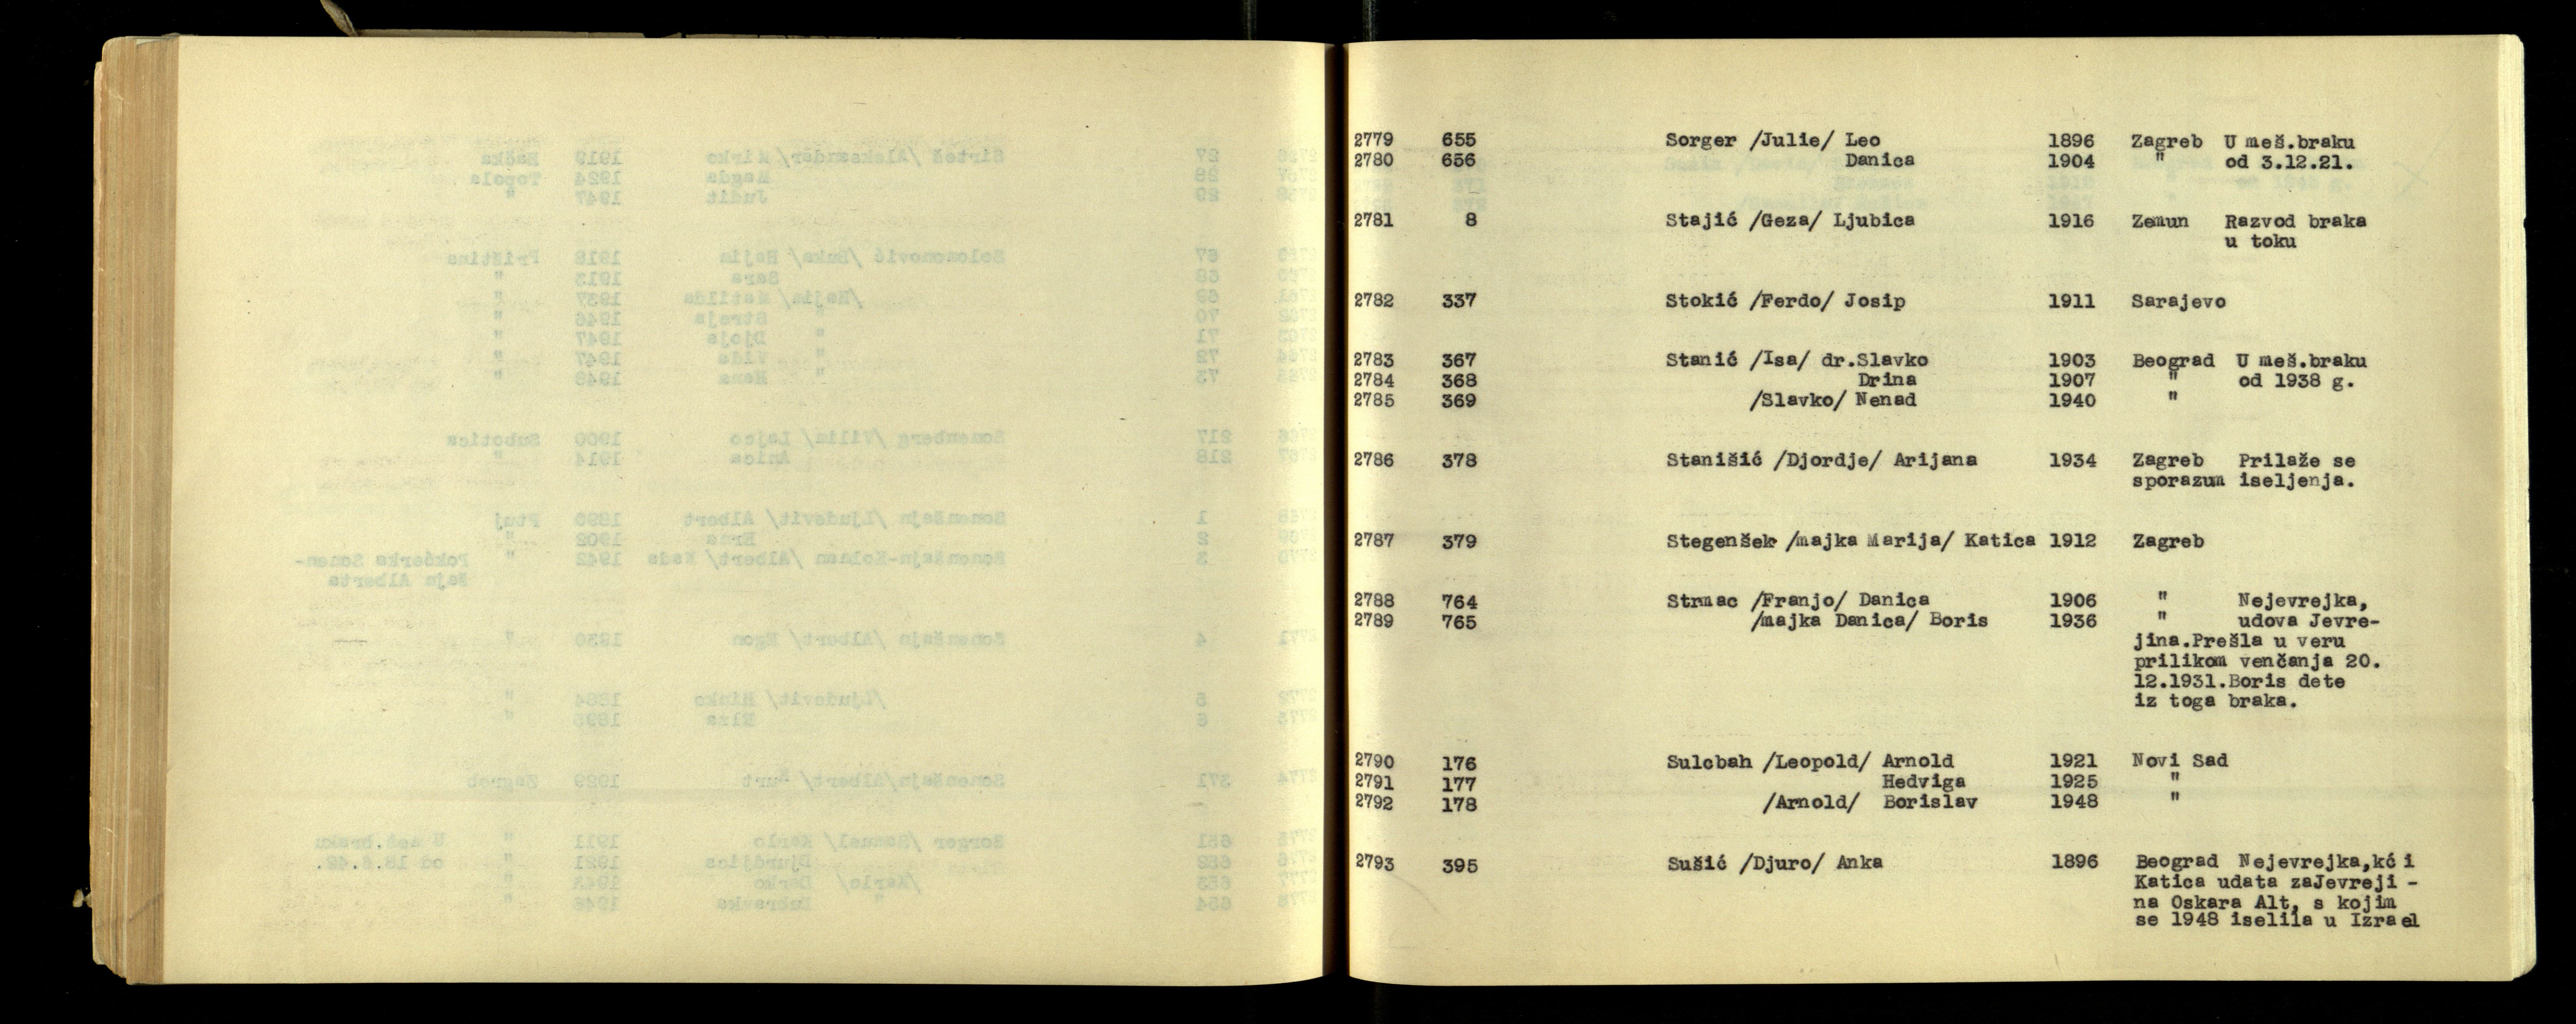 2779 655 Sorger /Julie/ Leo 1896 Zagreb U meš.braku
2780 656 Danica 1904 " od 3.12.21.
2781 8 Stajić /Geza/ Ljubica 1916 Zemun Razvod braka
u toku
2782 337 Stokić /Ferdo/ Josip 1911 Sarajevo
2783 367 Stanić /Isa/ dr.Slavko 1903 Beograd U meš.braku
2784 368 Drina 1907 " od 1938 g.
2785 369 /Slavko/ Nenad 1940 "
2786 378 Stanišić /Djordje/ Arijana 1934 Zagreb Prilaže se
sporazum iseljenja.
2787 379 Stegenšek /majka Marija/ Katica 1912 Zagreb
2788 764 Strmac /Franjo/ Danica 1906 " Nejevrejka,
2789 765 /majka Danica/ Boris 1936 " udova Jevre-
jina.Prešla u veru
prilikom venčanja 20.
12.1931.Boris dete
iz toga braka.
2790 176 Sulcbah /Leopold/ Arnold 1921 Novi Sad
2791 177 Hedviga 1925 "
2792 178 /Arnold/ Borislav 1948 "
2793 395 Sušić /Djuro/ Anka 1896 Beograd Nejevrejka,kći
Katica udata zaJevreji -
na Oskara Alt, s kojim
se 1948 iselila u Izrael